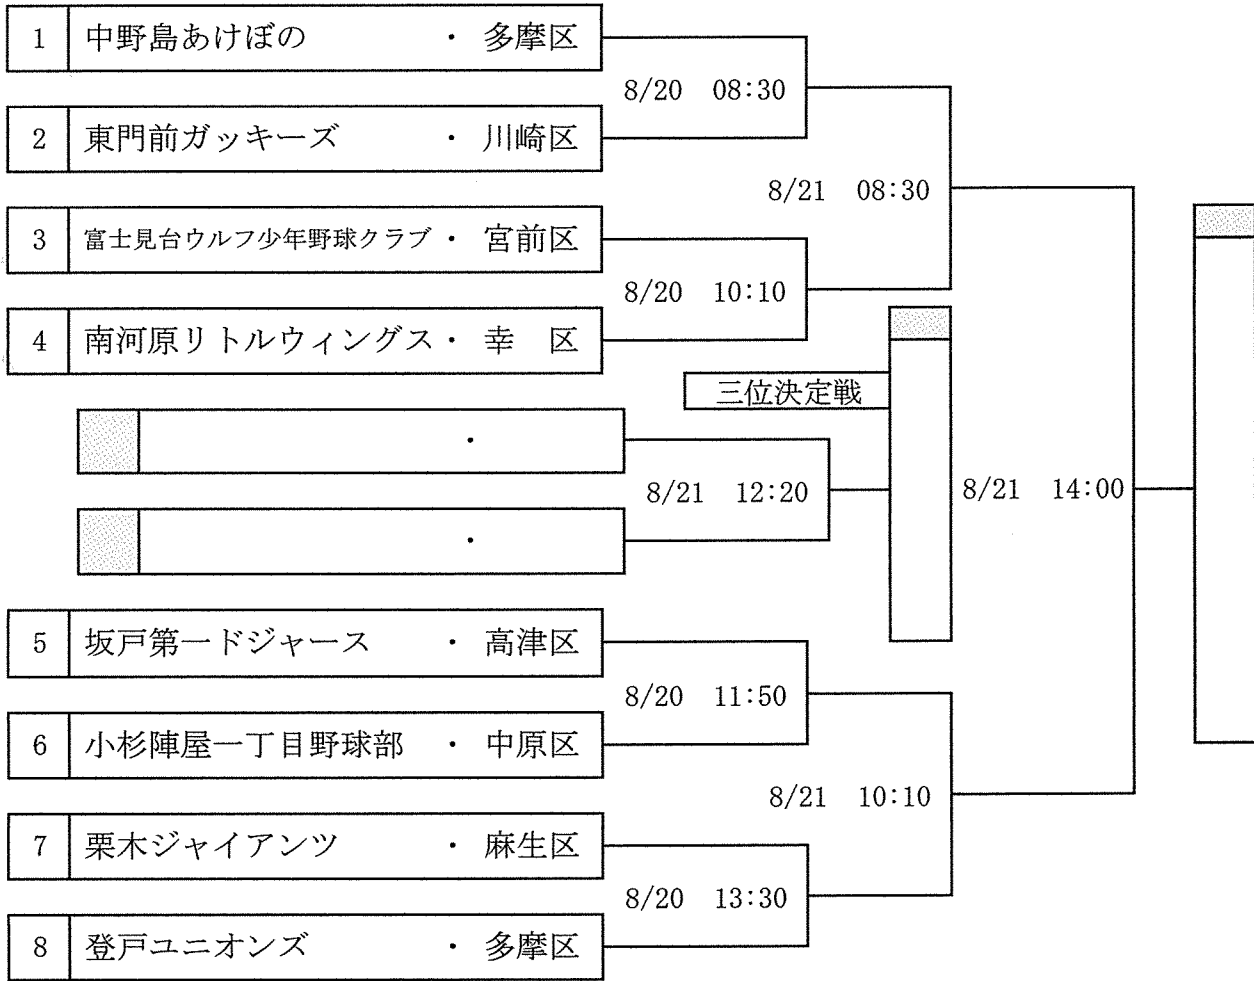 1 中野島あけぼの ・ 多摩区
8/20 08:30
2 東門前ガッキーズ ・ 川崎区
8/21 08:30
3 富士見台ウルフ少年野球クラブ ・ 宮前区
8/20 10:10
4 南河原リトルウィングス ・ 幸 区
三位決定戦
・
8/21 12:20
8/21 14:00
・
5 坂戸第一ドジャース ・ 高津区
8/20 11:50
6 小杉陣屋一丁目野球部 ・ 中原区
8/21 10:10
7 栗木ジャイアンツ ・ 麻生区
8/20 13:30
8 登戸ユニオンズ ・ 多摩区